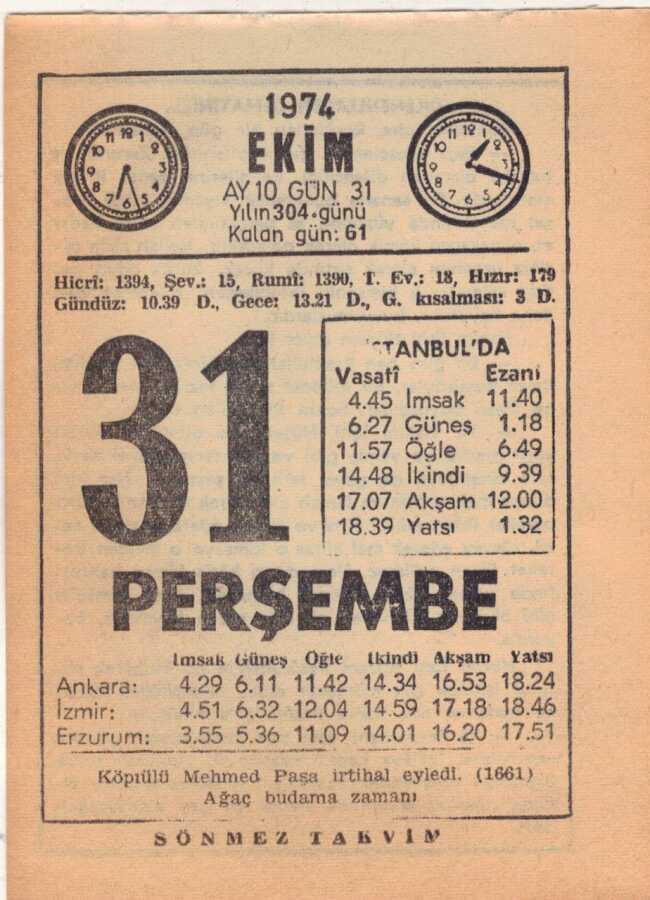 1974
EKİM
AY 10 GÜN 31
Yılın 304.günü
Kalan gün: 61
Hicrî: 1394, Şev.: 15, Rumî: 1390, T. Ev.: 18, Hızır: 179
Gündüz: 10.39 D., Gece: 13.21 D., G. kısalması: 3 D.
31
STANBUL'DA
Vasatî Ezanî
4.45 İmsak 11.40
6.27 Güneş 1.18
11.57 Öğle 6.49
14.48 İkindi 9.39
17.07 Akşam 12.00
18.39 Yatsı 1.32
PERŞEMBE
İmsak Güneş Öğle İkindi Akşam Yatsı
Ankara: 4.29 6.11 11.42 14.34 16.53 18.24
İzmir: 4.51 6.32 12.04 14.59 17.18 18.46
Erzurum: 3.55 5.36 11.09 14.01 16.20 17.51
Köprülü Mehmed Paşa irtihal eyledi. (1661)
Ağaç budama zamanı
SÖNMEZ TAKVİM